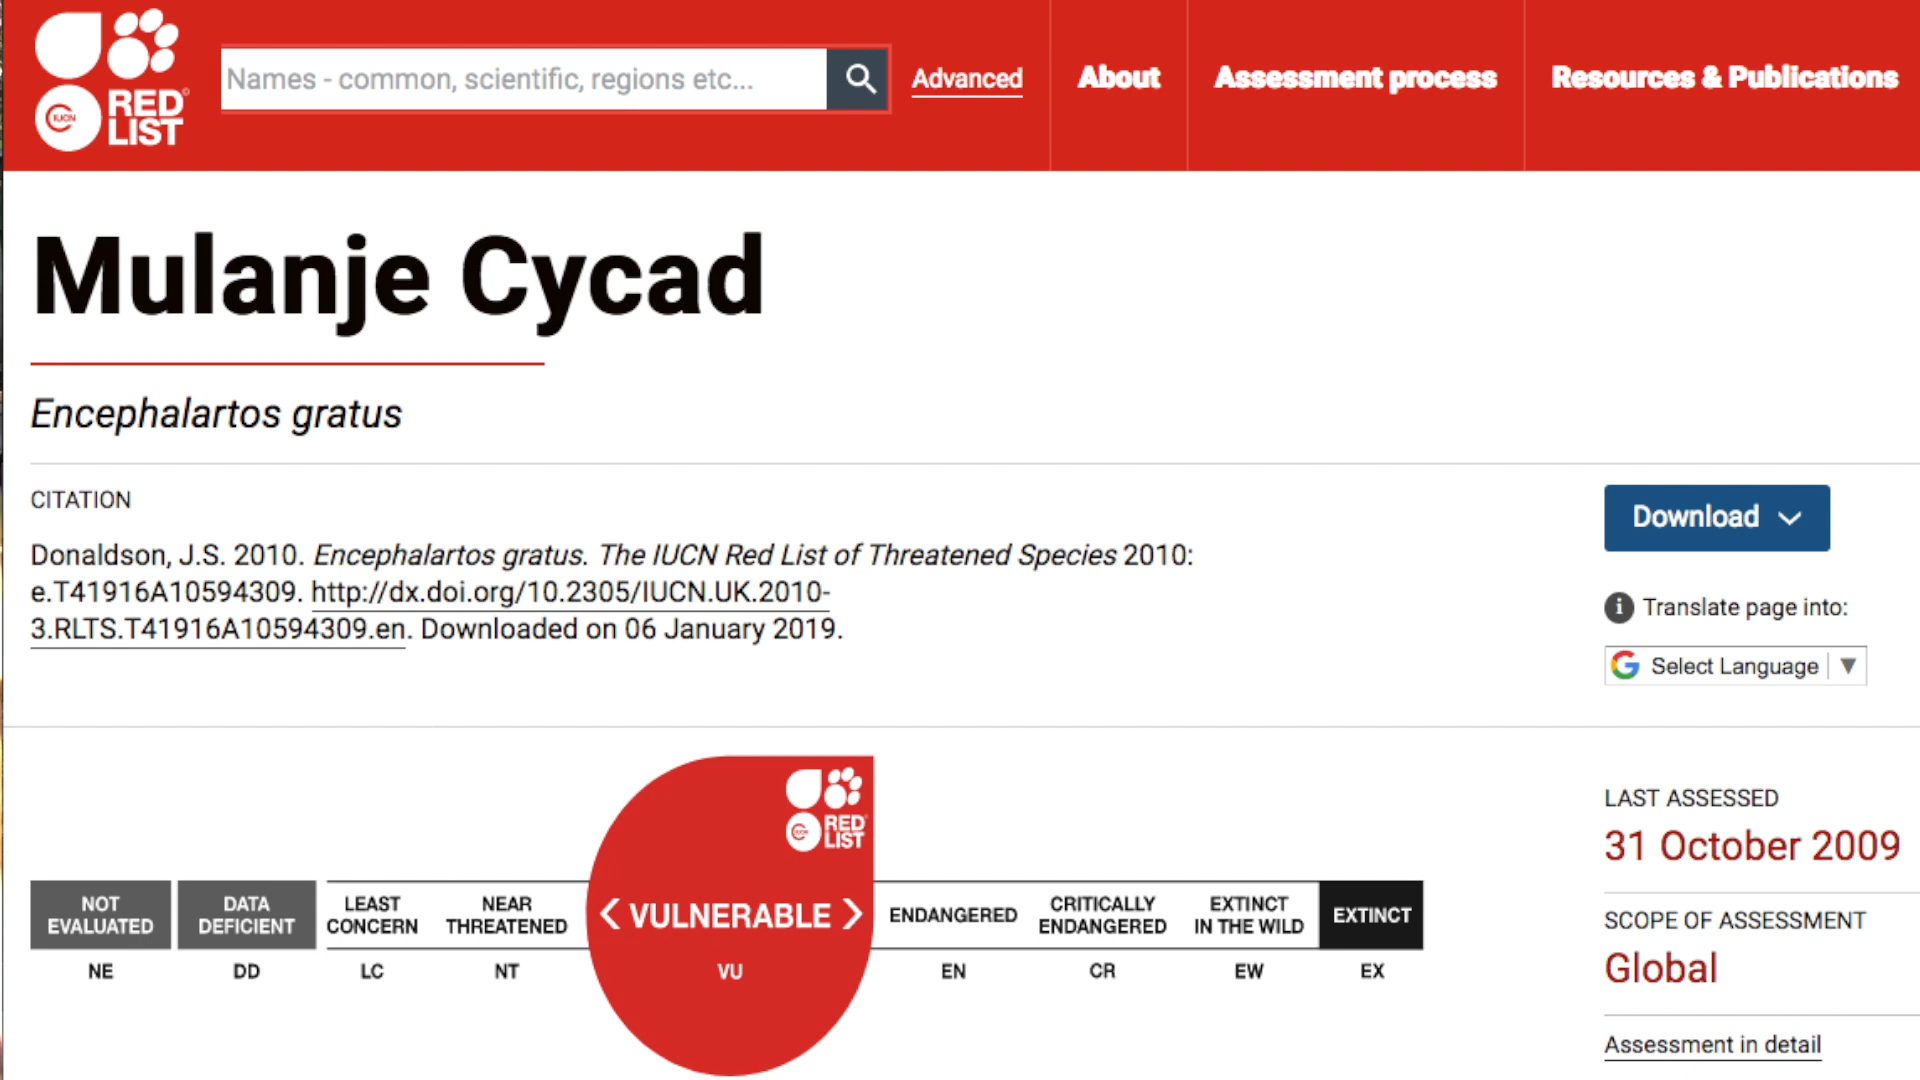 IUCN
RED
LIST
Names - common, scientific, regions etc...
Advanced
About
Assessment process
Resources & Publications
Mulanje Cycad
Encephalartos gratus
CITATION
Donaldson, J.S. 2010. Encephalartos gratus. The IUCN Red List of Threatened Species 2010:
e.T41916A10594309. http://dx.doi.org/10.2305/IUCN.UK.2010-
3.RLTS.T41916A10594309.en. Downloaded on 06 January 2019.
Download
Translate page into:
G Select Language ▼
IUCN
RED
LIST
NOT
EVALUATED
NE
DATA
DEFICIENT
DD
LEAST
CONCERN
LC
NEAR
THREATENED
NT
< VULNERABLE >
VU
ENDANGERED
EN
CRITICALLY
ENDANGERED
CR
EXTINCT
IN THE WILD
EW
EXTINCT
EX
LAST ASSESSED
31 October 2009
SCOPE OF ASSESSMENT
Global
Assessment in detail